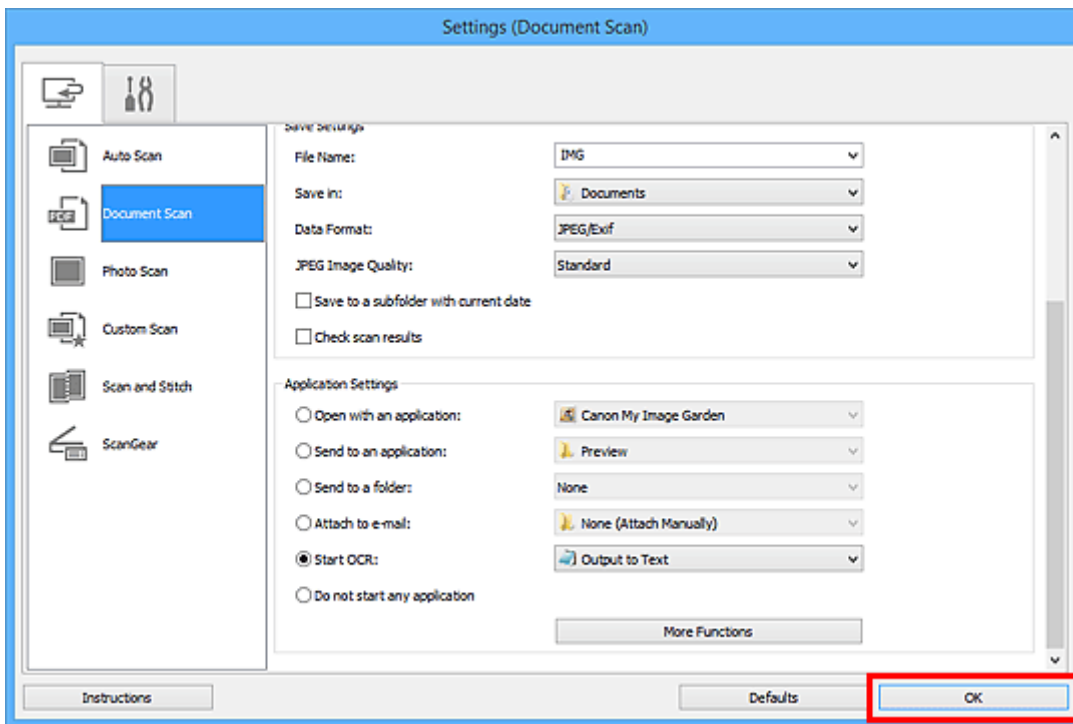 Settings (Document Scan)
Auto Scan
PDF
Document Scan
Photo Scan
Custom Scan
Scan and Stitch
ScanGear
Save Settings
File Name: IMG
Save in: Documents
Data Format: JPEG/Exif
JPEG Image Quality: Standard
Save to a subfolder with current date
Check scan results
Application Settings
Open with an application: Canon My Image Garden
Send to an application: Preview
Send to a folder: None
Attach to e-mail: None (Attach Manually)
Start OCR: Output to Text
Do not start any application
More Functions
Instructions Defaults OK